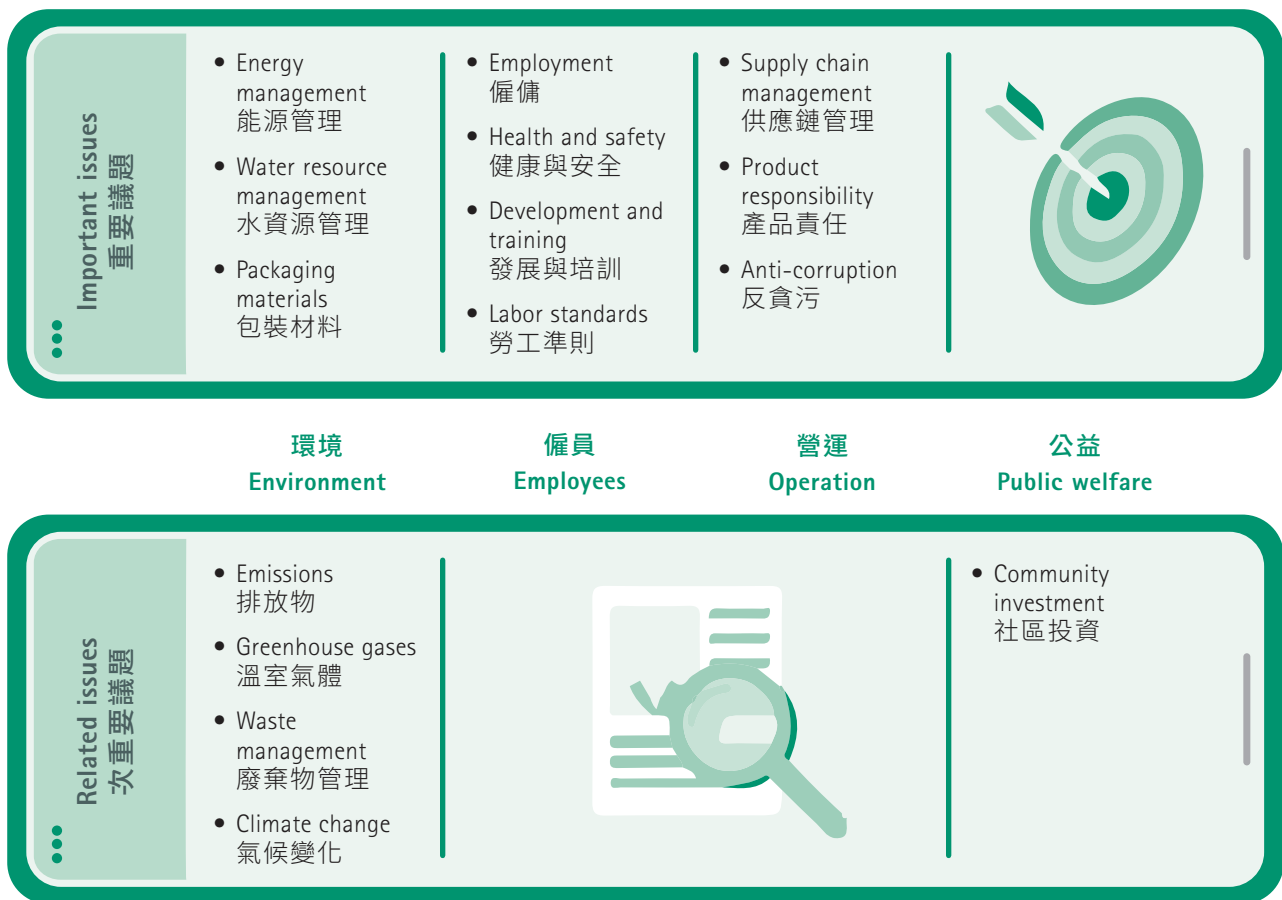 Important issues
重要議題
• Energy
management
能源管理
• Water resource
management
水資源管理
• Packaging
materials
包裝材料
• Employment
僱傭
• Health and safety
健康與安全
• Development and
training
發展與培訓
• Labor standards
勞工準則
• Supply chain
management
供應鏈管理
• Product
responsibility
產品責任
• Anti-corruption
反貪污
環境
Environment
僱員
Employees
營運
Operation
公益
Public welfare
Related issues
次重要議題
• Emissions
排放物
• Greenhouse gases
溫室氣體
• Waste
management
廢棄物管理
• Climate change
氣候變化
• Community
investment
社區投資